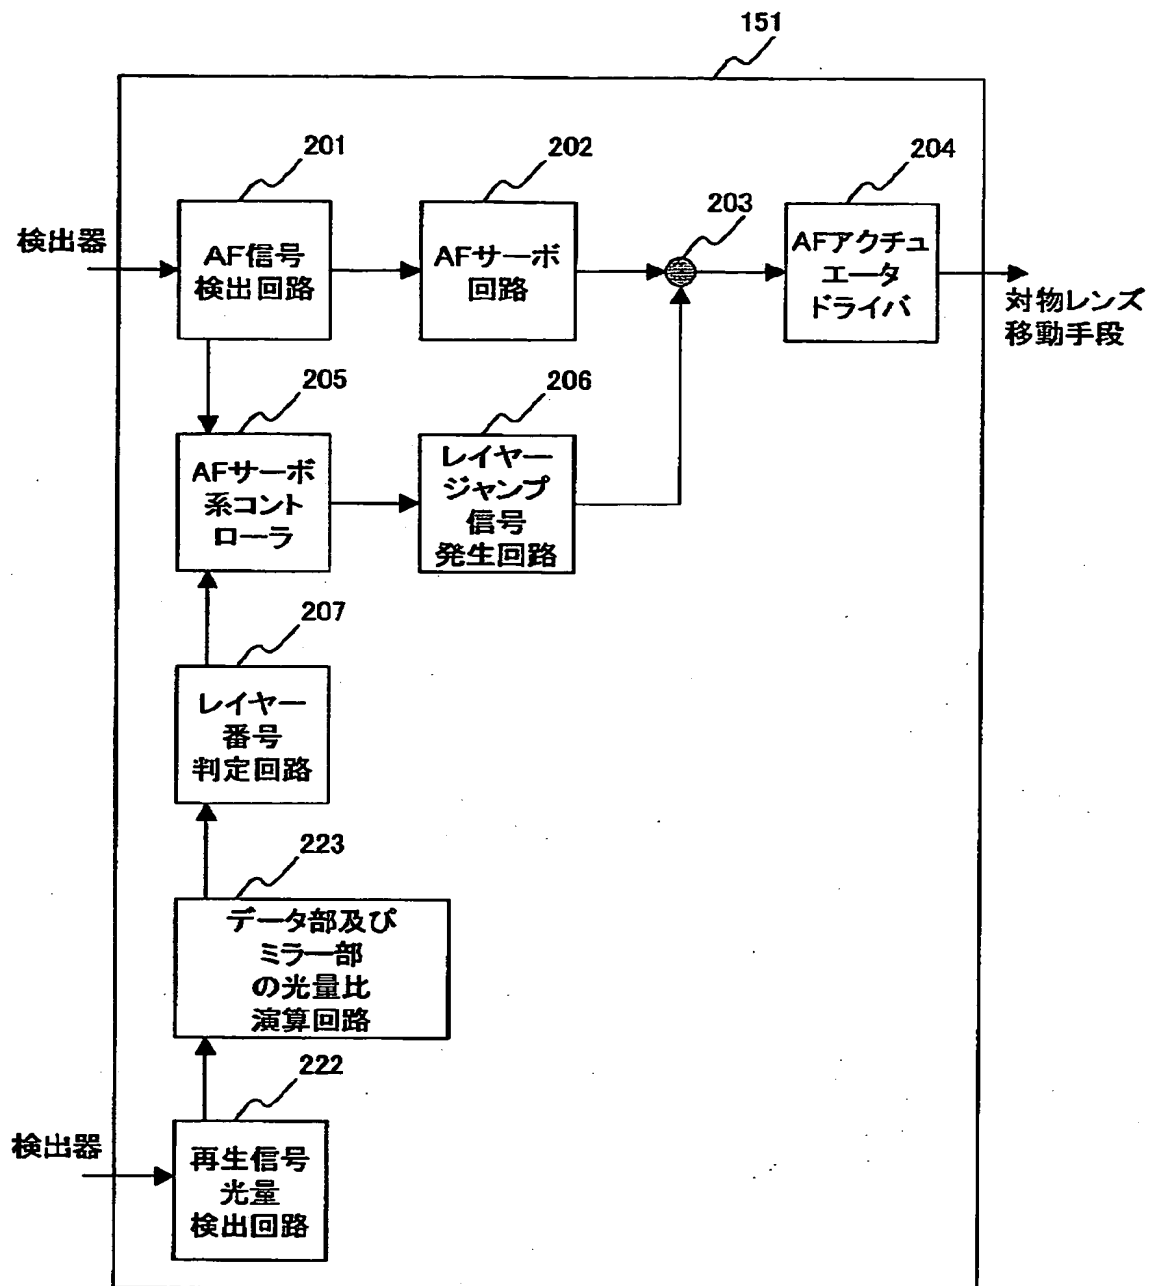 151
201
202
203
204
検出器
AF信号
検出回路
AFサーボ
回路
AFアクチュ
エータ
ドライバ
対物レンズ
移動手段
205
206
AFサーボ
系コント
ローラ
レイヤー
ジャンプ
信号
発生回路
207
レイヤー
番号
判定回路
223
データ部及び
ミラー部
の光量比
演算回路
222
検出器
再生信号
光量
検出回路